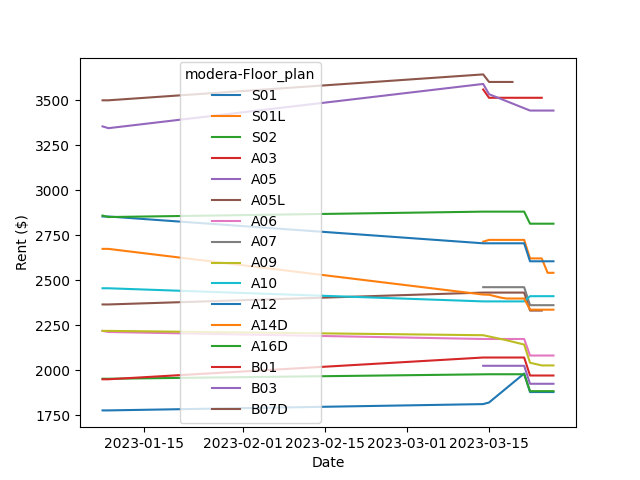 modera-Floor_plan
S01
S01L
S02
A03
A05
A05L
A06
A07
A09
A10
A12
A14D
A16D
B01
B03
B07D
3500
3250
3000
2750
2500
2250
2000
1750
Rent ($)
2023-01-15
2023-02-01
2023-02-15
2023-03-01
2023-03-15
Date